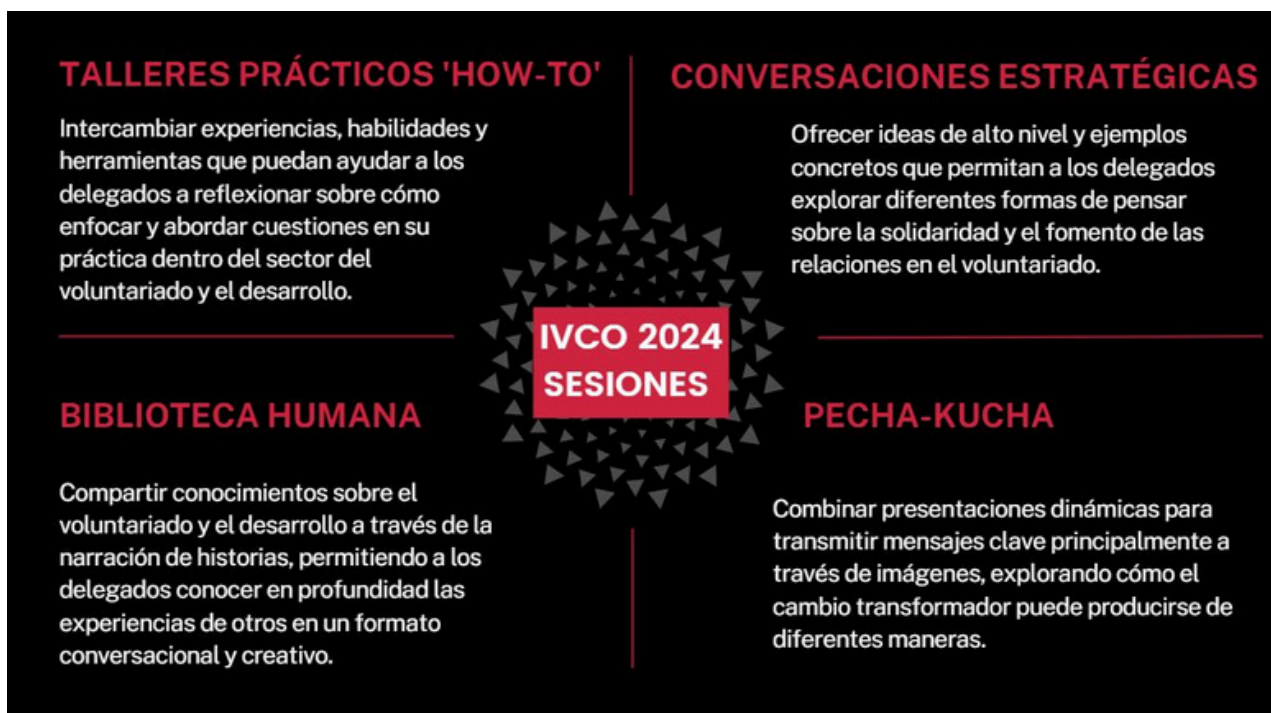 TALLERES PRÁCTICOS 'HOW-TO'
Intercambiar experiencias, habilidades y
herramientas que puedan ayudar a los
delegados a reflexionar sobre cómo
enfocar y abordar cuestiones en su
práctica dentro del sector del
voluntariado y el desarrollo.
CONVERSACIONES ESTRATÉGICAS
Ofrecer ideas de alto nivel y ejemplos
concretos que permitan a los delegados
explorar diferentes formas de pensar
sobre la solidaridad y el fomento de las
relaciones en el voluntariado.
IVCO 2024
SESIONES
BIBLIOTECA HUMANA
Compartir conocimientos sobre el
voluntariado y el desarrollo a través de la
narración de historias, permitiendo a los
delegados conocer en profundidad las
experiencias de otros en un formato
conversacional y creativo.
PECHA-KUCHA
Combinar presentaciones dinámicas para
transmitir mensajes clave principalmente a
través de imágenes, explorando cómo el
cambio transformador puede producirse de
diferentes maneras.